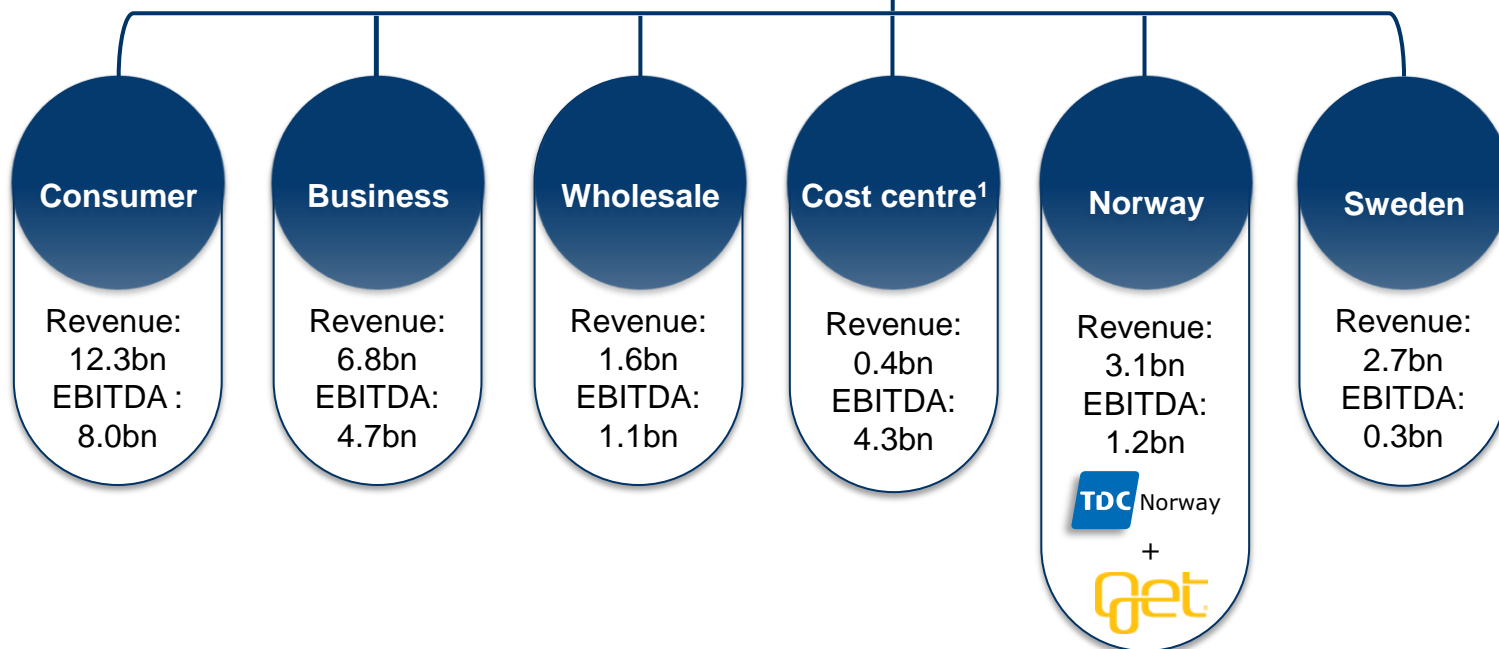 Consumer
Revenue:
12.3bn
EBITDA :
8.0bn
Business
Revenue:
6.8bn
EBITDA:
4.7bn
Wholesale
Revenue:
1.6bn
EBITDA:
1.1bn
Cost centre¹
Revenue:
0.4bn
EBITDA:
4.3bn
Norway
Revenue:
3.1bn
EBITDA:
1.2bn
TDC Norway
+
Get
Sweden
Revenue:
2.7bn
EBITDA:
0.3bn